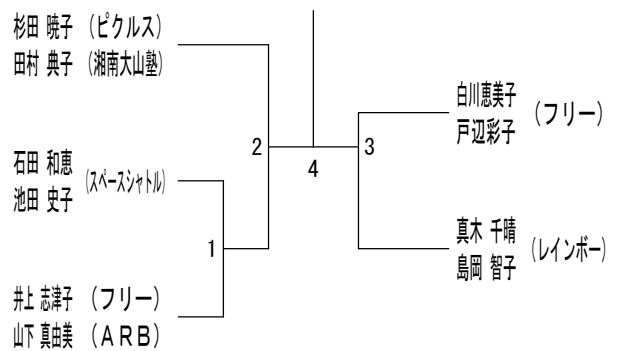 杉田 暁子 (ピクルス)
田村 典子 (湘南大山塾)
石田 和恵
池田 史子
(スペースシャトル)
井上 志津子 (フリー)
山下 真由美 (ARB)
1
2
4
3
白川恵美子
戸辺彩子
(フリー)
真木 千晴
島岡 智子
(レインボー)